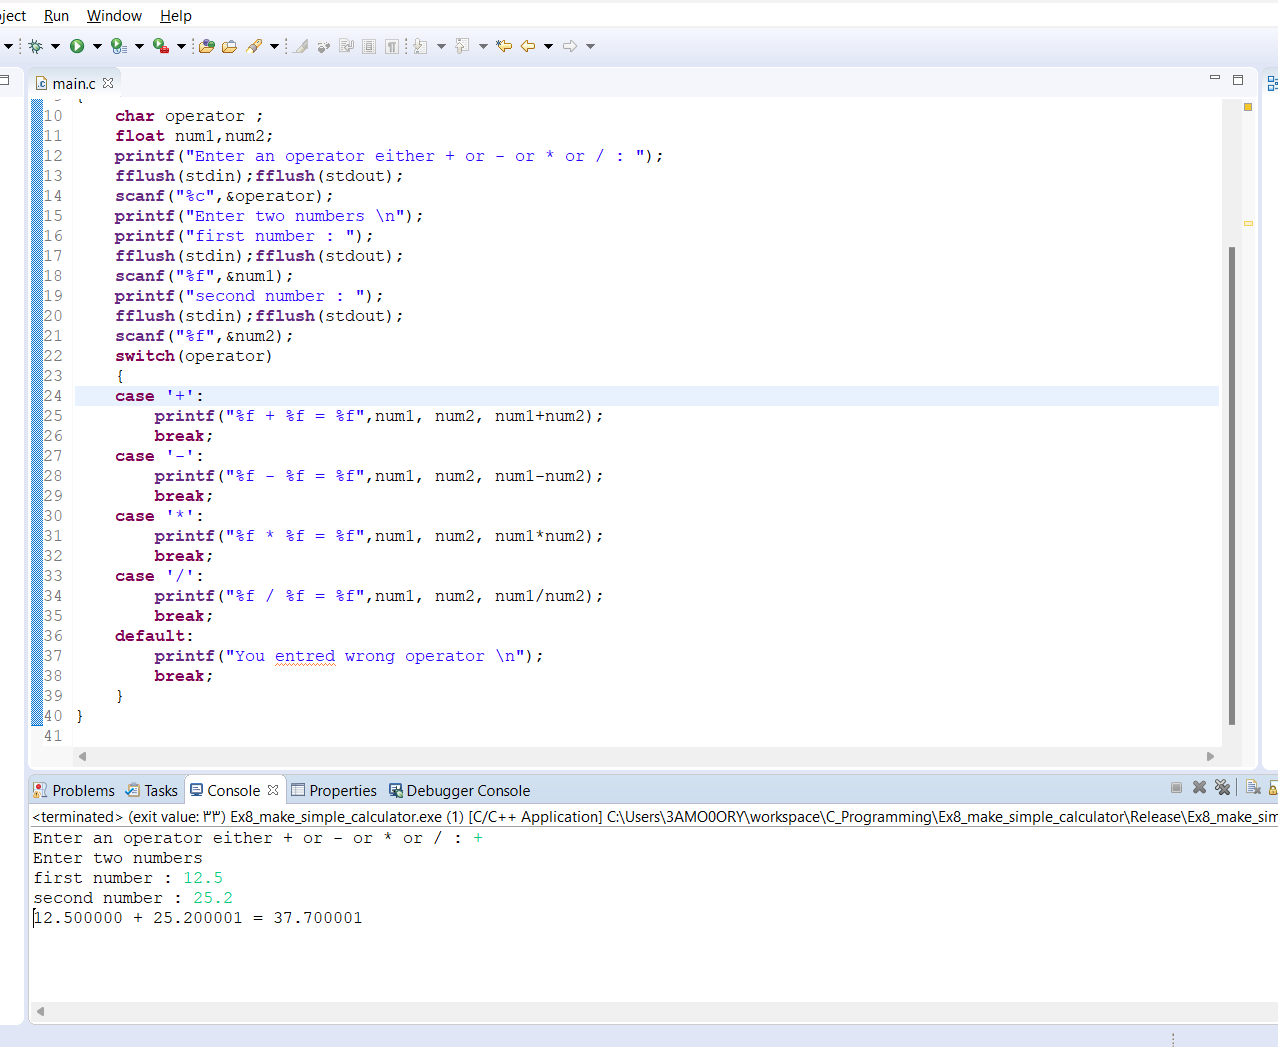 ject Run Window Help
main.c
10 char operator ;
11 float num1,num2;
12 printf("Enter an operator either + or - or * or / : ");
13 fflush(stdin);fflush(stdout);
14 scanf("%c",&operator);
15 printf("Enter two numbers \n");
16 printf("first number : ");
17 fflush(stdin);fflush(stdout);
18 scanf("%f",&num1);
19 printf("second number : ");
20 fflush(stdin);fflush(stdout);
21 scanf("%f",&num2);
22 switch(operator)
23 {
24 case '+':
25 printf("%f + %f = %f",num1, num2, num1+num2);
26 break;
27 case '-':
28 printf("%f - %f = %f",num1, num2, num1-num2);
29 break;
30 case '*':
31 printf("%f * %f = %f",num1, num2, num1*num2);
32 break;
33 case '/':
34 printf("%f / %f = %f",num1, num2, num1/num2);
35 break;
36 default:
37 printf("You entred wrong operator \n");
38 break;
39 }
40 }
41
Problems Tasks Console Properties Debugger Console
<terminated> (exit value: ٣٣) Ex8_make_simple_calculator.exe (1) [C/C++ Application] C:\Users\3AMO0ORY\workspace\C_Programming\Ex8_make_simple_calculator\Release\Ex8_make_sim
Enter an operator either + or - or * or / : +
Enter two numbers
first number : 12.5
second number : 25.2
12.500000 + 25.200001 = 37.700001